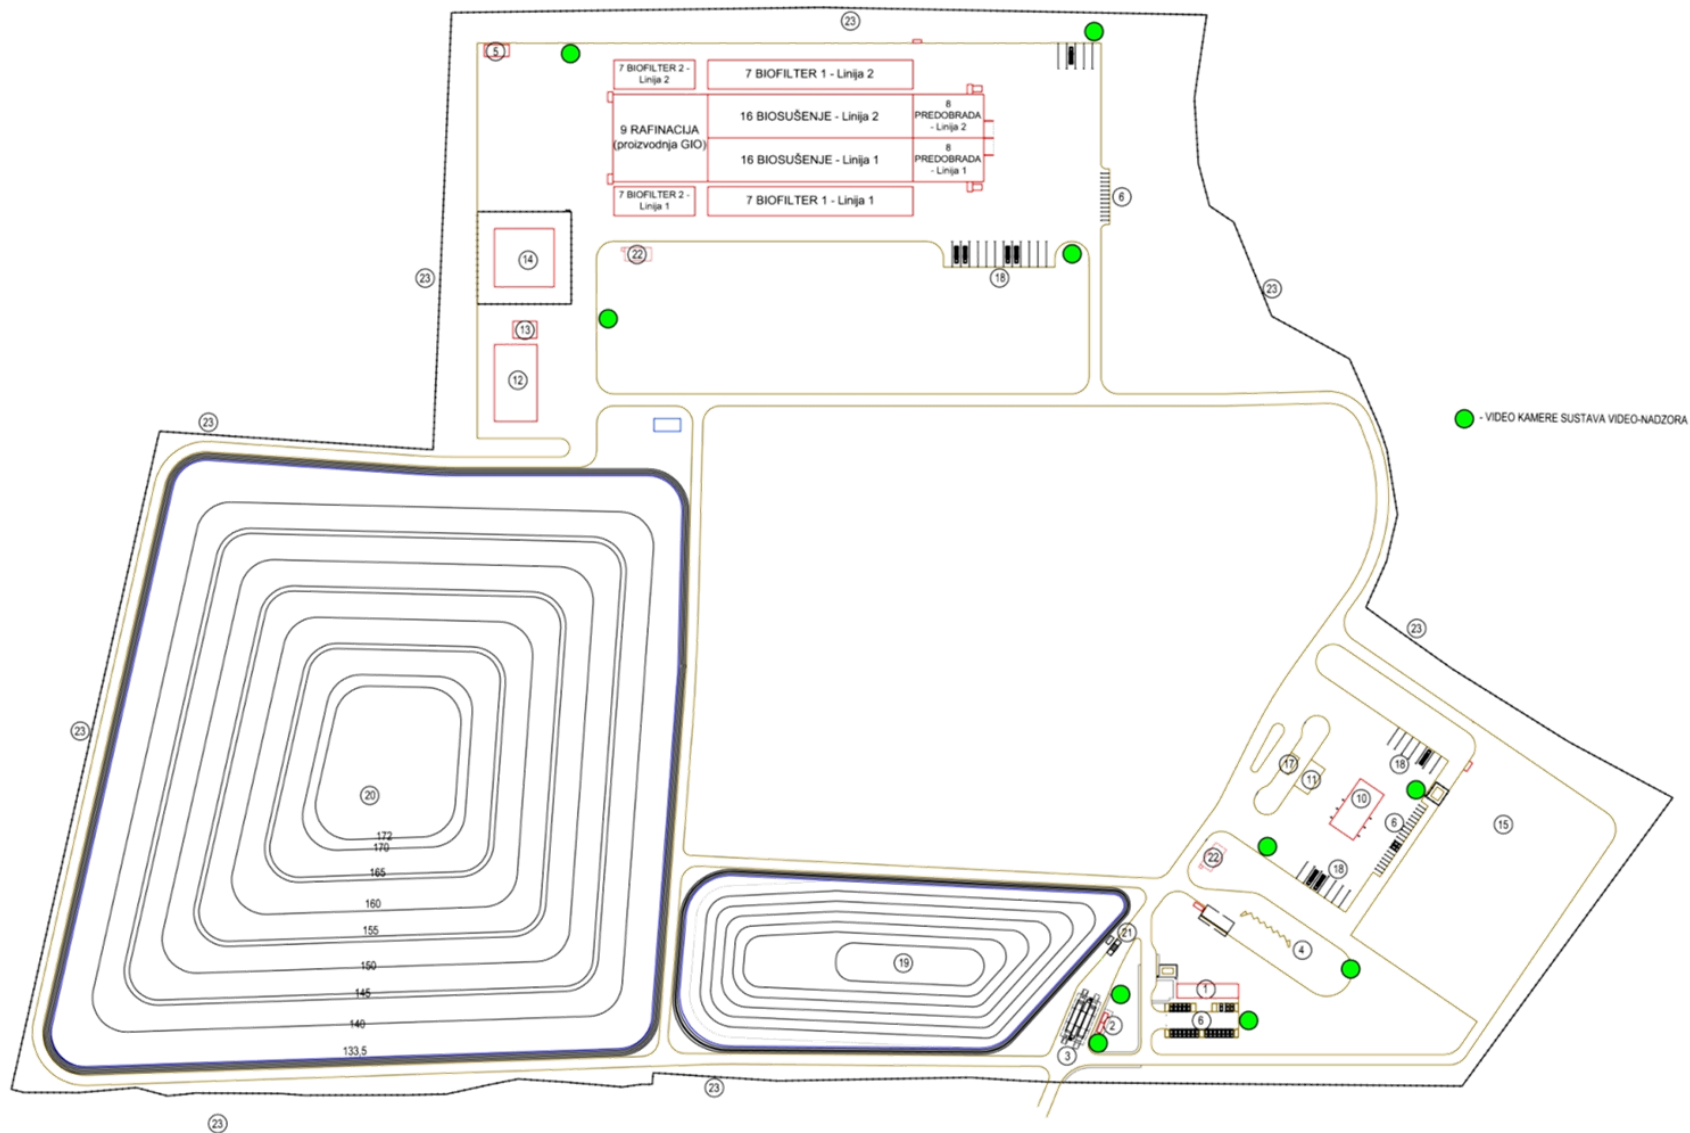 23
5
7 BIOFILTER 2 -
Linija 2
7 BIOFILTER 1 - Linija 2
9 RAFINACIJA
(proizvodnja GIO)
16 BIOSUŠENJE - Linija 2
8
PREDOBRADA
- Linija 2
16 BIOSUŠENJE - Linija 1
8
PREDOBRADA
- Linija 1
7 BIOFILTER 2 -
Linija 1
7 BIOFILTER 1 - Linija 1
6
14
22
18
23
23
13
12
23
- VIDEO KAMERE SUSTAVA VIDEO-NADZORA
23
23
17
11
18
10
6
15
20
172
170
165
160
155
150
145
140
133,5
22
18
21
4
19
1
2
6
3
23
23